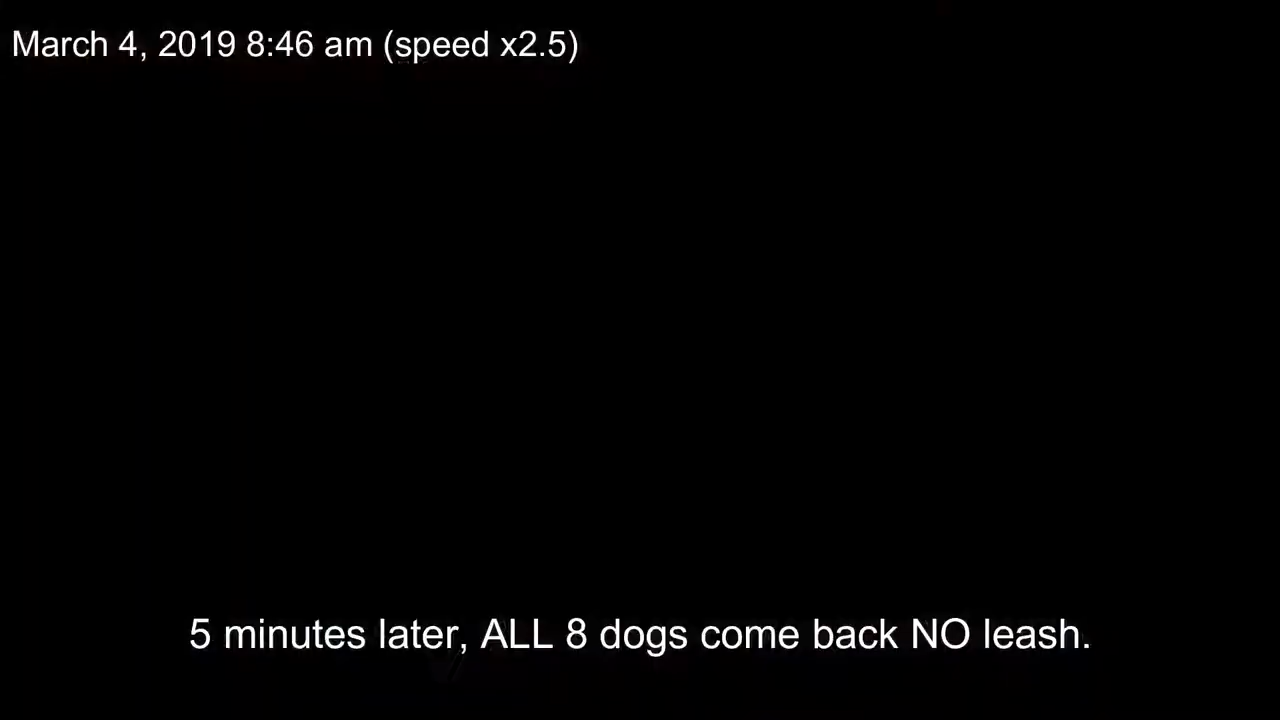 March 4, 2019 8:46 am (speed x2.5)
5 minutes later, ALL 8 dogs come back NO leash.